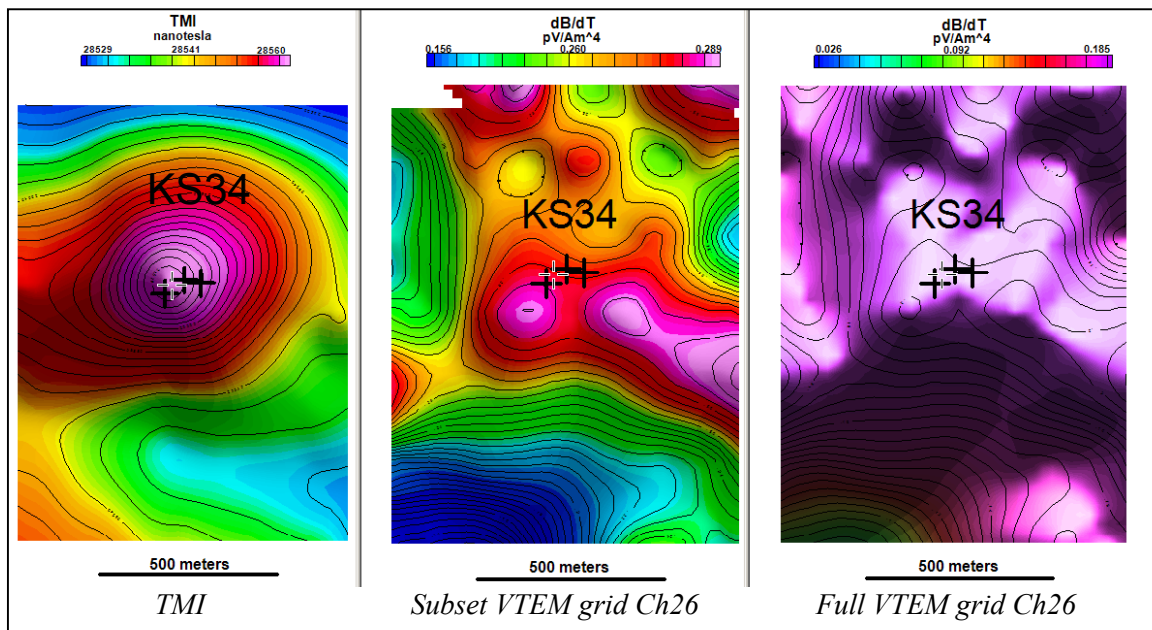 TMI
nanotesla
28529 28541 28560
KS34
500 meters
TMI
dB/dT
pV/Am^4
0.156 0.260 0.289
KS34
500 meters
Subset VTEM grid Ch26
dB/dT
pV/Am^4
0.026 0.092 0.185
KS34
500 meters
Full VTEM grid Ch26